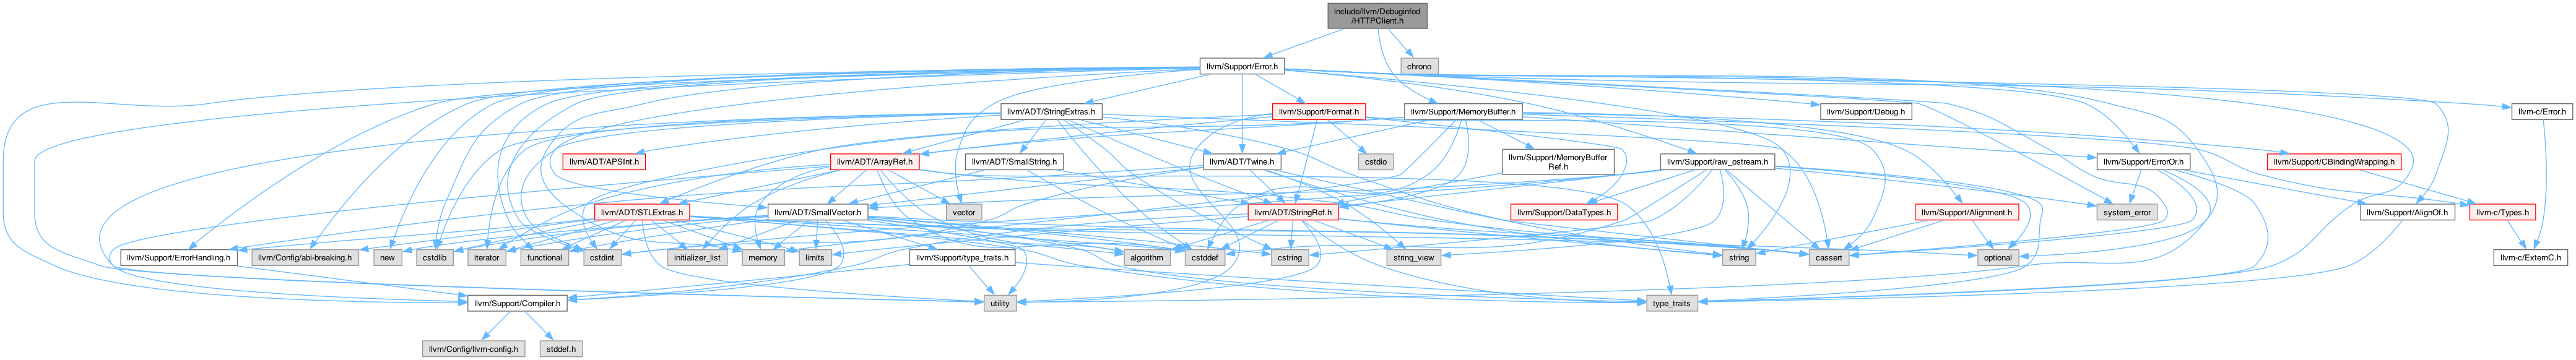 include/llvm/Debuginfod
/HTTPClient.h
llvm/Support/Error.h
chrono
llvm/ADT/StringExtras.h
llvm/Support/Format.h
llvm/Support/MemoryBuffer.h
llvm/Support/Debug.h
llvm-c/Error.h
llvm/ADT/APSInt.h
llvm/ADT/ArrayRef.h
llvm/ADT/SmallString.h
llvm/ADT/Twine.h
cstdio
llvm/Support/MemoryBuffer
Ref.h
llvm/Support/raw_ostream.h
llvm/Support/ErrorOr.h
llvm/Support/CBindingWrapping.h
llvm/ADT/STLExtras.h
llvm/ADT/SmallVector.h
vector
llvm/ADT/StringRef.h
llvm/Support/DataTypes.h
llvm/Support/Alignment.h
system_error
llvm/Support/AlignOf.h
llvm-c/Types.h
llvm/Support/ErrorHandling.h
llvm/Config/abi-breaking.h
new
cstdlib
iterator
functional
cstdint
initializer_list
memory
limits
llvm/Support/type_traits.h
algorithm
cstddef
cstring
string_view
string
cassert
optional
llvm-c/ExternC.h
llvm/Support/Compiler.h
utility
type_traits
llvm/Config/llvm-config.h
stddef.h